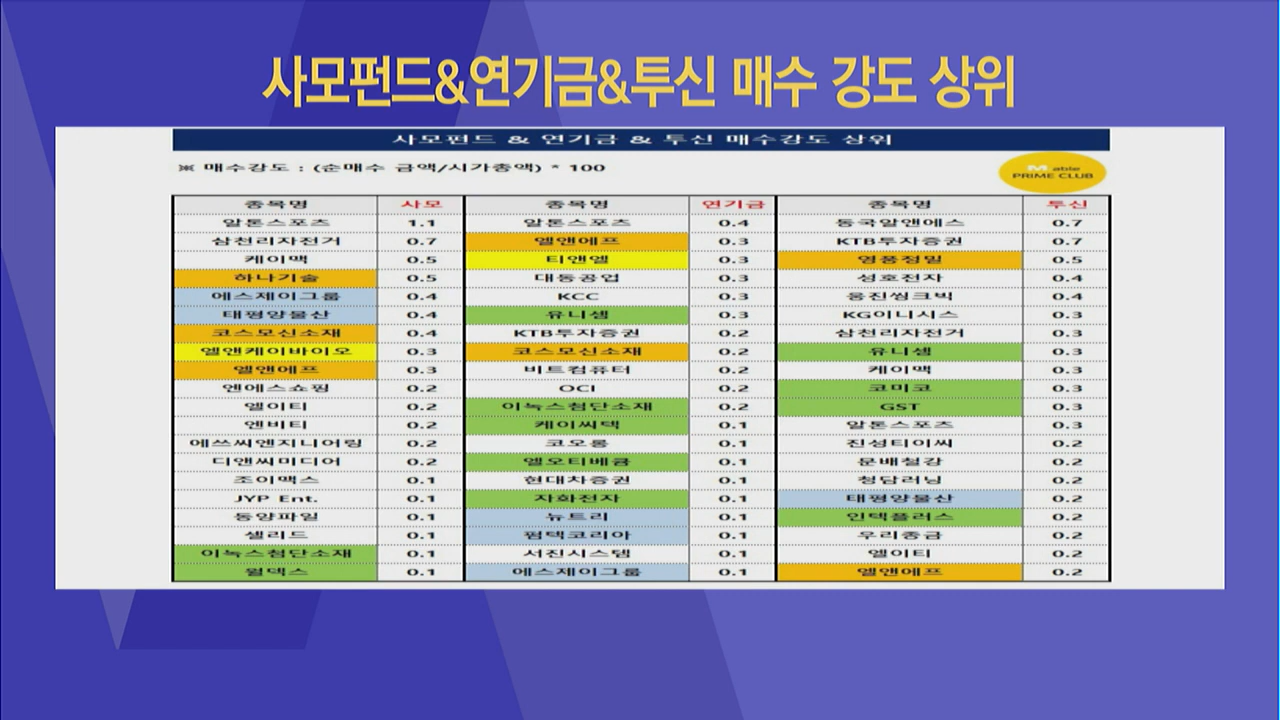 사모펀드&연기금&투신 매수 강도 상위
사모펀드 & 연기금 & 투신 매수강도 상위
※ 매수강도 : (순매수 금액/시가총액) * 100
Mable
PRIME CLUB
종목명 사모 종목명 연기금 종목명 투신
알톤스포츠 1.1 알톤스포츠 0.4 동국알앤에스 0.7
삼천리자전거 0.7 엘앤에프 0.3 KTB투자증권 0.7
케이맥 0.5 티앤엘 0.3 영풍정밀 0.5
하나기술 0.5 대동공업 0.3 성호전자 0.4
에스제이그룹 0.4 KCC 0.3 웅진씽크빅 0.4
태평양물산 0.4 유니셈 0.3 KG이니시스 0.3
코스모신소재 0.4 KTB투자증권 0.2 삼천리자전거 0.3
엘앤케이바이오 0.3 코스모신소재 0.2 유니셈 0.3
엘앤에프 0.3 비트컴퓨터 0.2 케이맥 0.3
엔에스쇼핑 0.2 OCI 0.2 코미코 0.3
엘이티 0.2 이녹스첨단소재 0.2 GST 0.3
엔비티 0.2 케이씨텍 0.1 알톤스포츠 0.3
에쓰씨엔지니어링 0.2 코오롱 0.1 진성티이씨 0.2
디앤씨미디어 0.2 엘오티베큠 0.1 문배철강 0.2
조이맥스 0.1 현대차증권 0.1 청담러닝 0.2
JYP Ent. 0.1 자화전자 0.1 태평양물산 0.2
동양파일 0.1 뉴트리 0.1 인텍플러스 0.2
셀리드 0.1 펌텍코리아 0.1 우리종금 0.2
이녹스첨단소재 0.1 서진시스템 0.1 엘이티 0.2
월덱스 0.1 에스제이그룹 0.1 엘앤에프 0.2